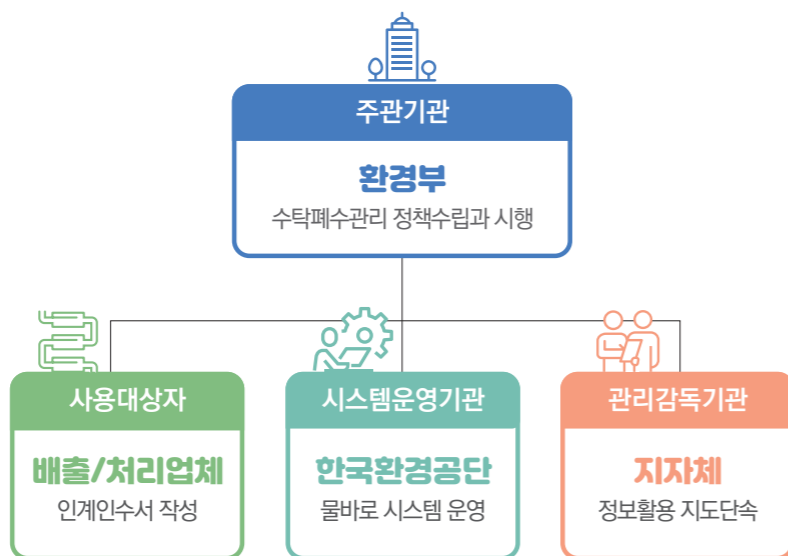 주관기관
환경부
수탁폐수관리 정책수립과 시행
사용대상자
배출/처리업체
인계인수서 작성
시스템운영기관
한국환경공단
물바로 시스템 운영
관리감독기관
지자체
정보활용 지도단속